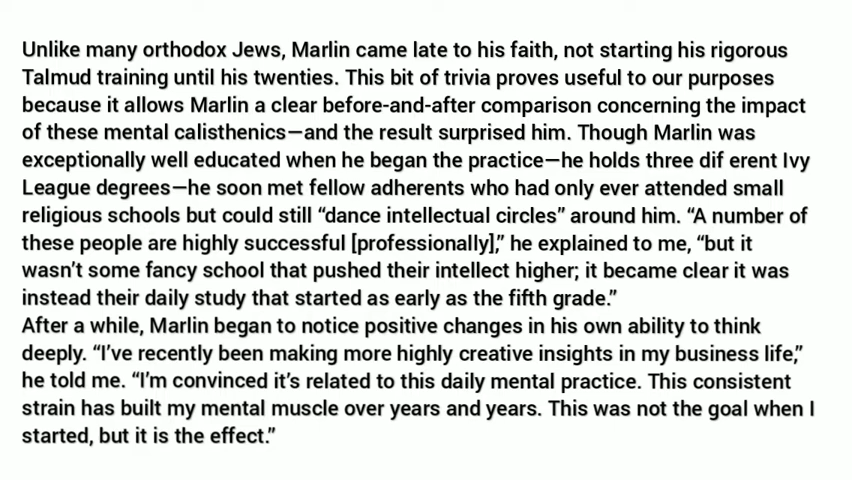 Unlike many orthodox Jews, Marlin came late to his faith, not starting his rigorous
Talmud training until his twenties. This bit of trivia proves useful to our purposes
because it allows Marlin a clear before-and-after comparison concerning the impact
of these mental calisthenics—and the result surprised him. Though Marlin was
exceptionally well educated when he began the practice—he holds three dif erent Ivy
League degrees—he soon met fellow adherents who had only ever attended small
religious schools but could still “dance intellectual circles” around him. “A number of
these people are highly successful [professionally],” he explained to me, “but it
wasn’t some fancy school that pushed their intellect higher; it became clear it was
instead their daily study that started as early as the fifth grade.”
After a while, Marlin began to notice positive changes in his own ability to think
deeply. “I’ve recently been making more highly creative insights in my business life,”
he told me. “I’m convinced it’s related to this daily mental practice. This consistent
strain has built my mental muscle over years and years. This was not the goal when I
started, but it is the effect.”